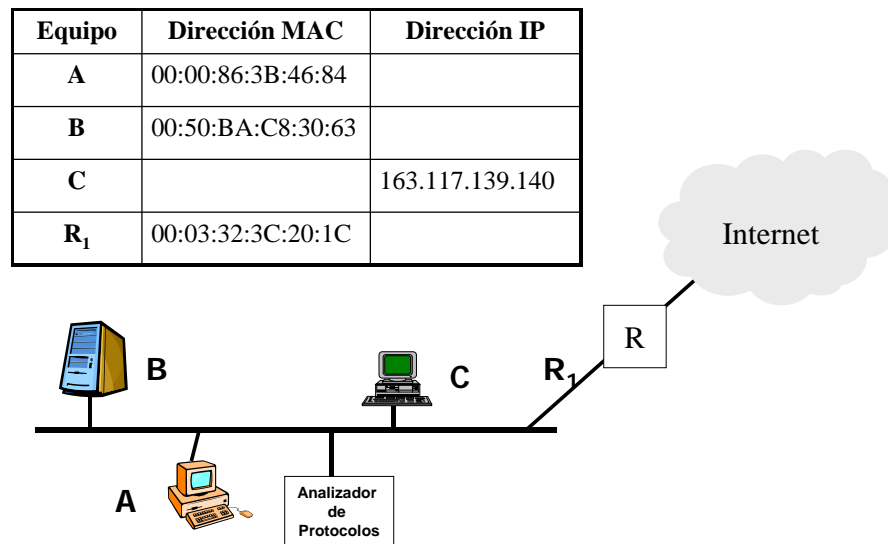 Equipo Dirección MAC Dirección IP
A 00:00:86:3B:46:84
B 00:50:BA:C8:30:63
C 163.117.139.140
R1 00:03:32:3C:20:1C
Internet
R
B
C
R1
A
Analizador
de
Protocolos